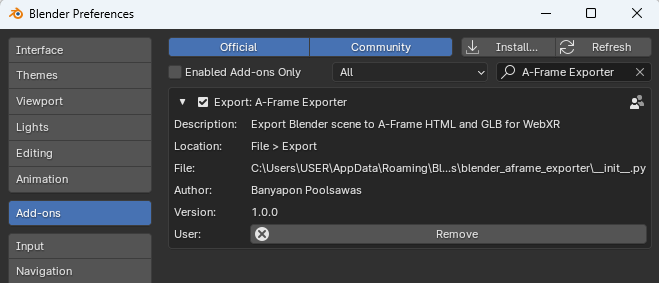 Blender Preferences
Interface
Themes
Viewport
Lights
Editing
Animation
Add-ons
Input
Navigation
Official Community Install... Refresh
Enabled Add-ons Only All A-Frame Exporter
Export: A-Frame Exporter
Description: Export Blender scene to A-Frame HTML and GLB for WebXR
Location: File > Export
File: C:\Users\USER\AppData\Roaming\Bl...s\blender_aframe_exporter\__init__.py
Author: Banyapon Poolsawas
Version: 1.0.0
User: Remove